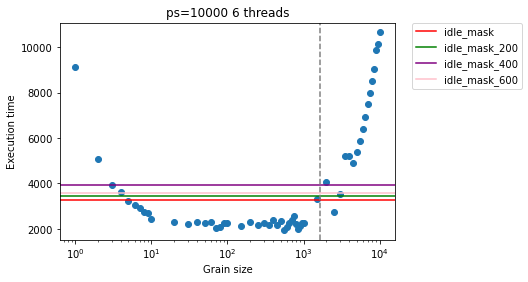 ps=10000 6 threads
Execution time
10000
8000
6000
4000
2000
10⁰
10¹
10²
10³
10⁴
Grain size
idle_mask
idle_mask_200
idle_mask_400
idle_mask_600